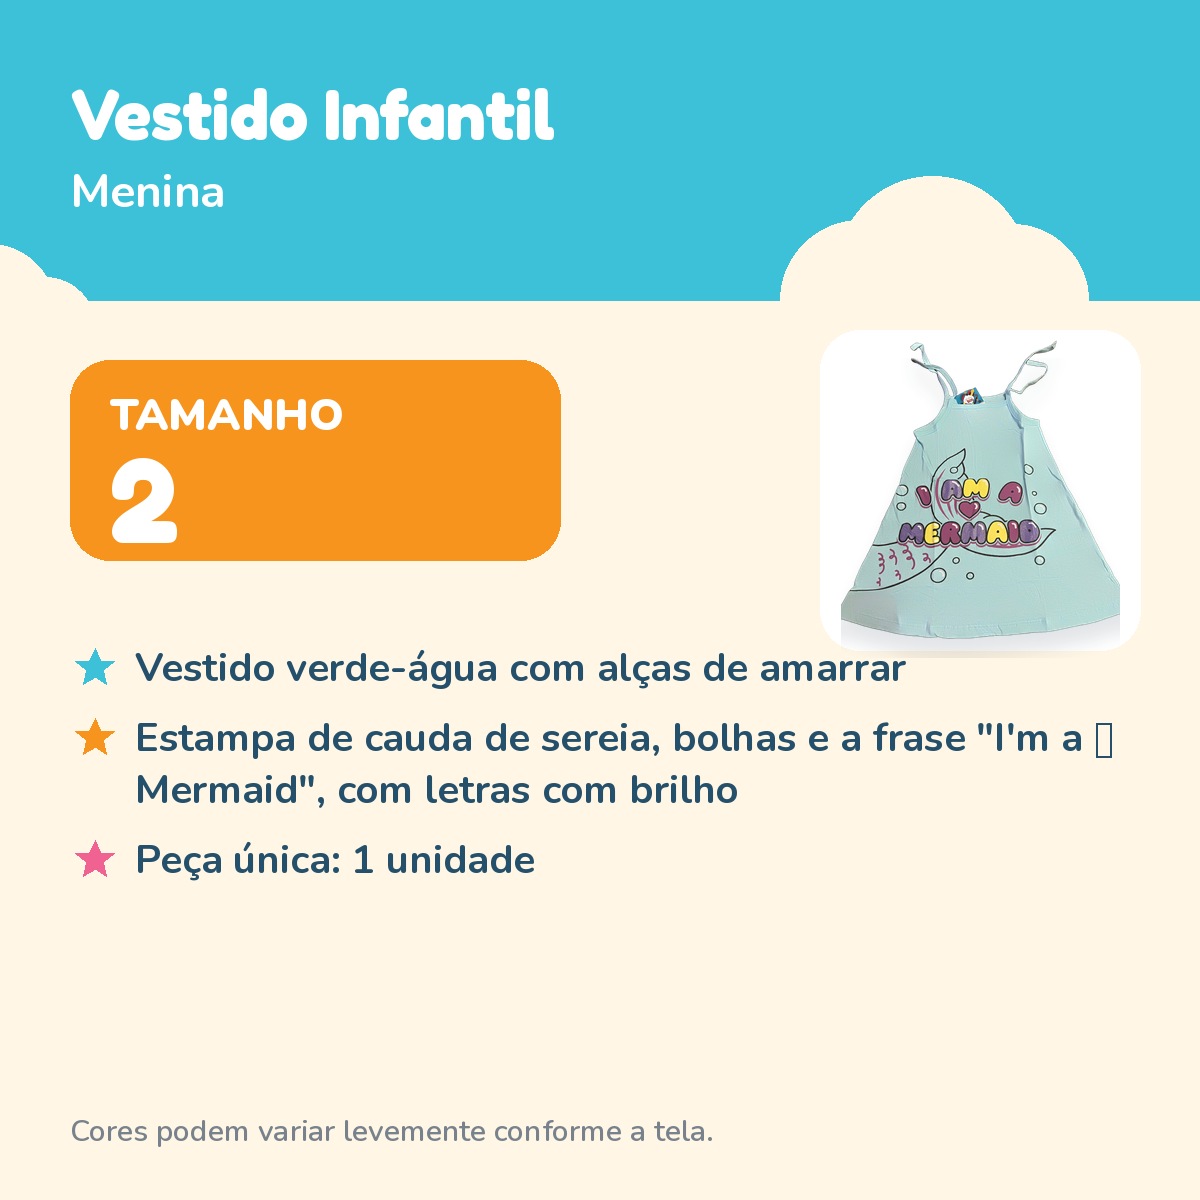 Vestido Infantil
Menina
TAMANHO
2
I AM A
MERMAID
Vestido verde-água com alças de amarrar
Estampa de cauda de sereia, bolhas e a frase "I'm a ▯
Mermaid", com letras com brilho
Peça única: 1 unidade
Cores podem variar levemente conforme a tela.